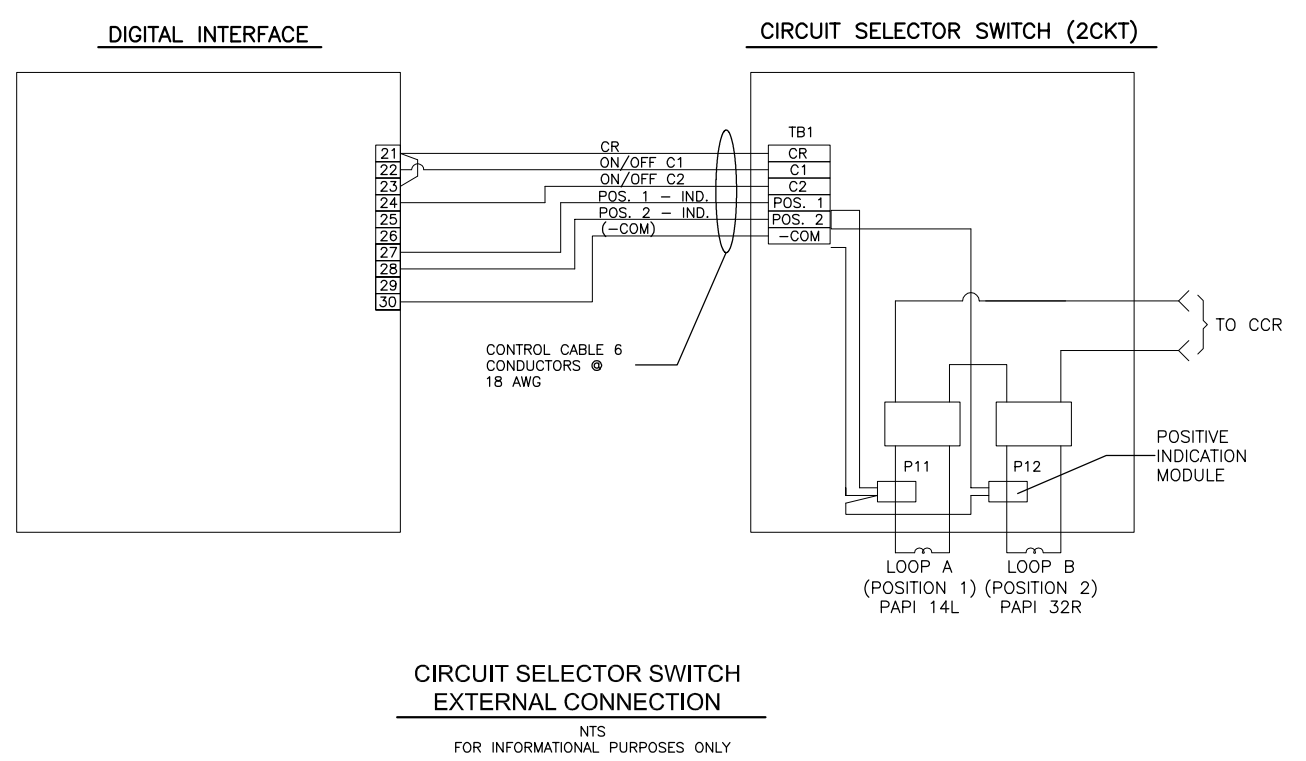 DIGITAL INTERFACE
CIRCUIT SELECTOR SWITCH (2CKT)
21
22
23
24
25
26
27
28
29
30
CR
ON/OFF C1
ON/OFF C2
POS. 1 - IND.
POS. 2 - IND.
(-COM)
TB1
CR
C1
C2
POS. 1
POS. 2
-COM
CONTROL CABLE 6
CONDUCTORS @
18 AWG
TO CCR
P11
P12
POSITIVE
INDICATION
MODULE
LOOP A
(POSITION 1)
PAPI 14L
LOOP B
(POSITION 2)
PAPI 32R
CIRCUIT SELECTOR SWITCH
EXTERNAL CONNECTION
NTS
FOR INFORMATIONAL PURPOSES ONLY